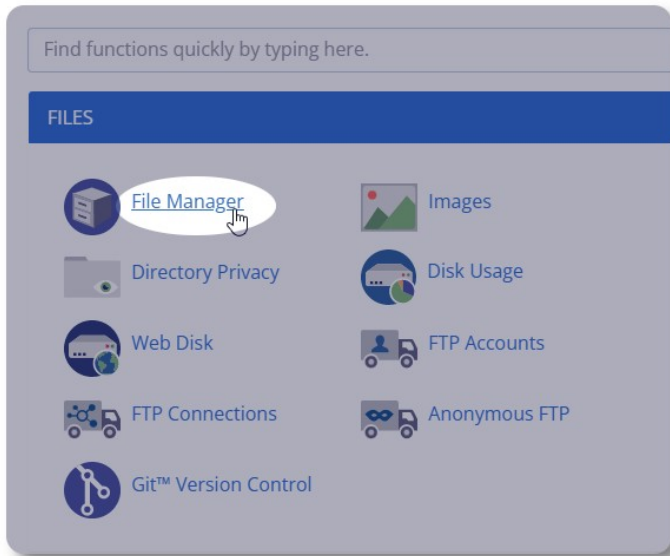 Find functions quickly by typing here.
FILES
File Manager
Images
Directory Privacy
Disk Usage
Web Disk
FTP Accounts
FTP Connections
Anonymous FTP
Git™ Version Control